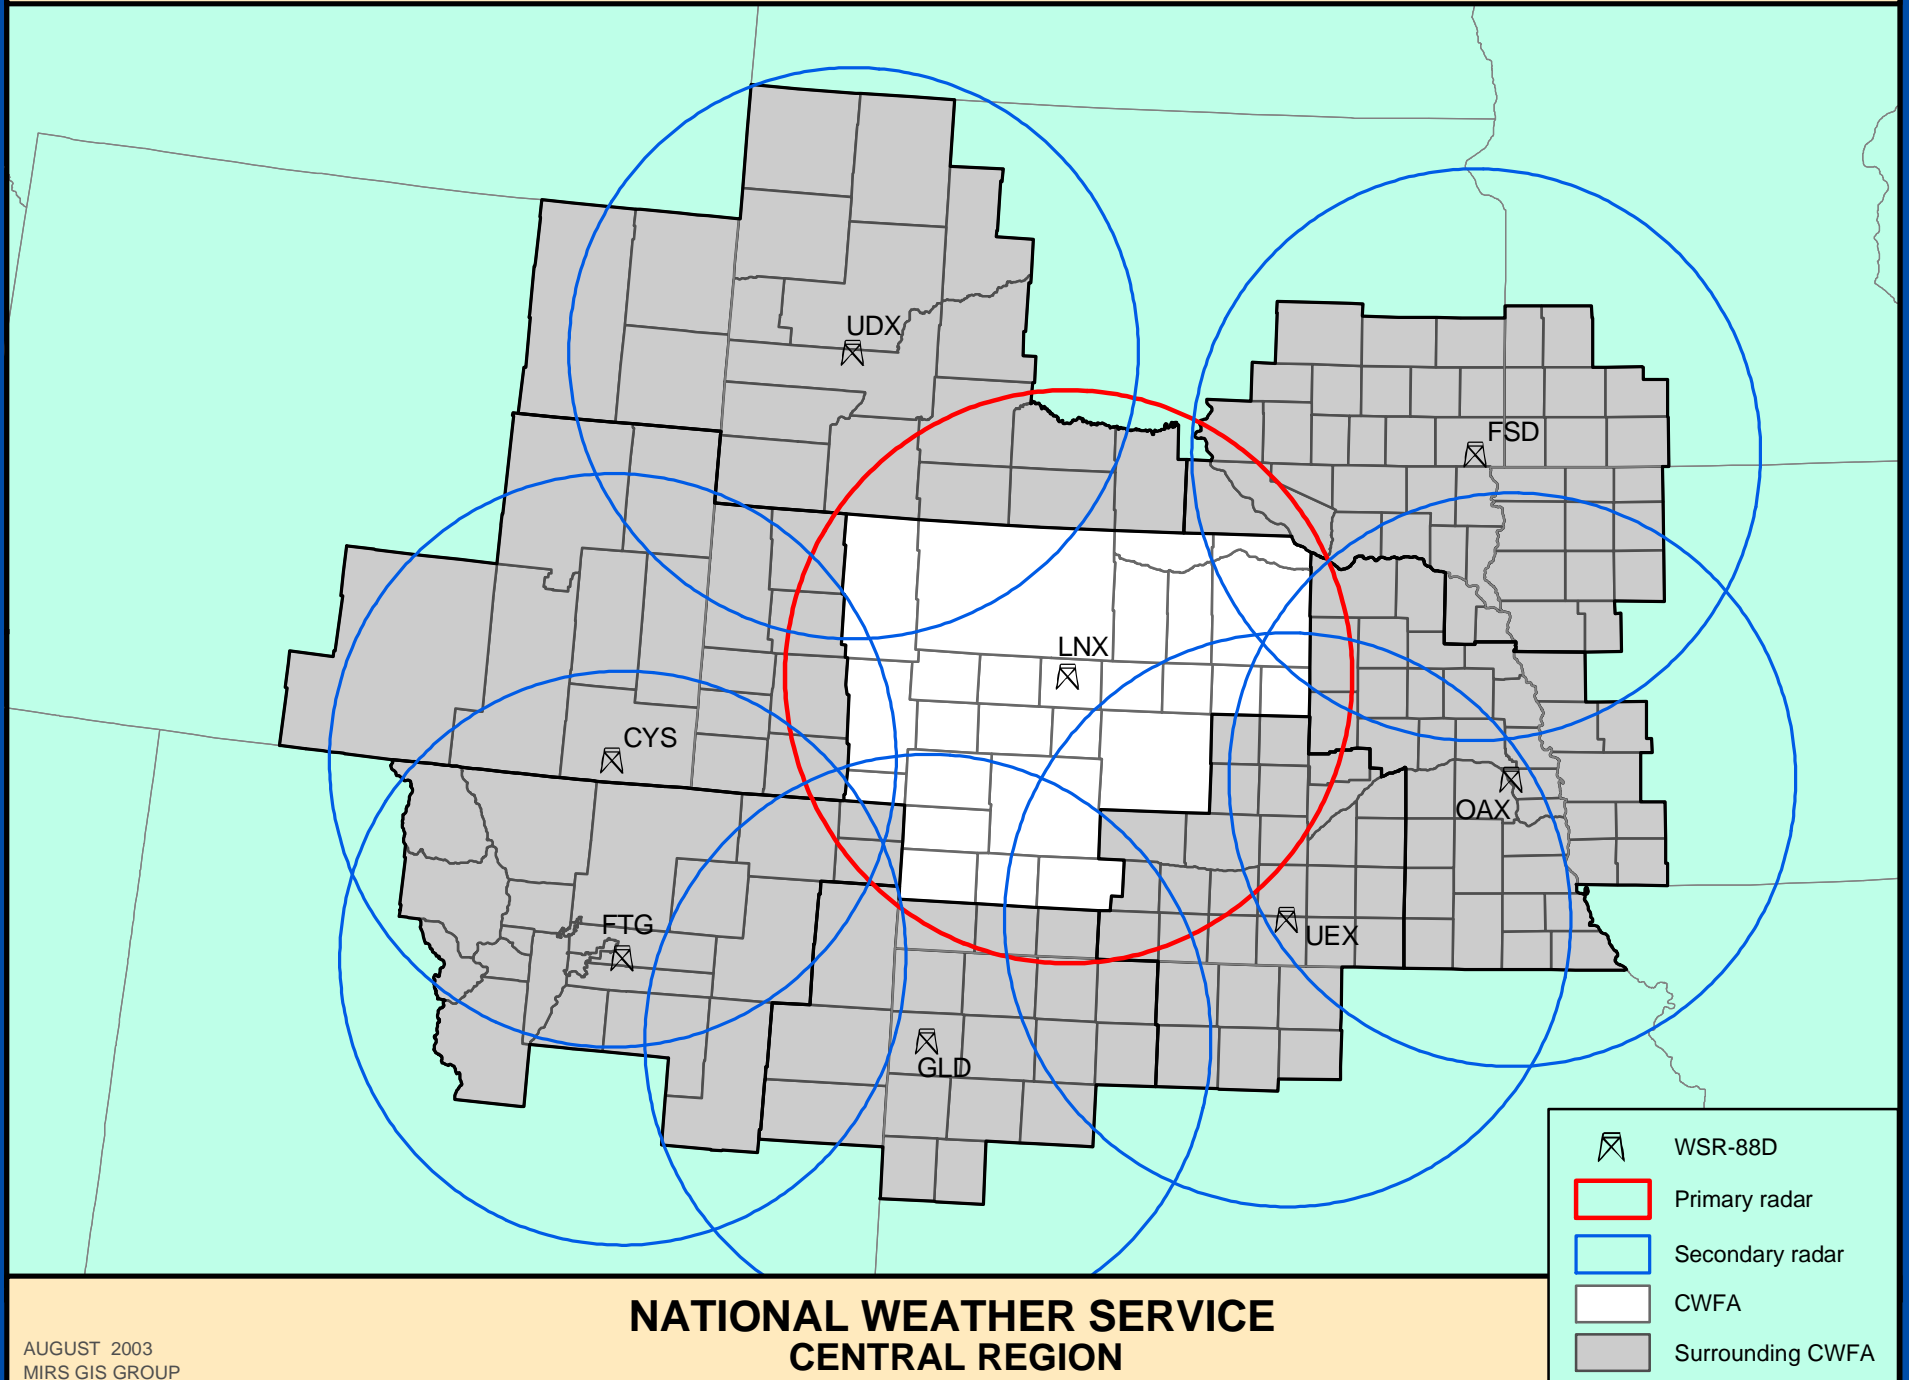 UDX
FSD
LNX
CYS
OAX
FTG
UEX
GLD
WSR-88D
Primary radar
Secondary radar
CWFA
Surrounding CWFA
NATIONAL WEATHER SERVICE
CENTRAL REGION
AUGUST 2003
MIRS GIS GROUP